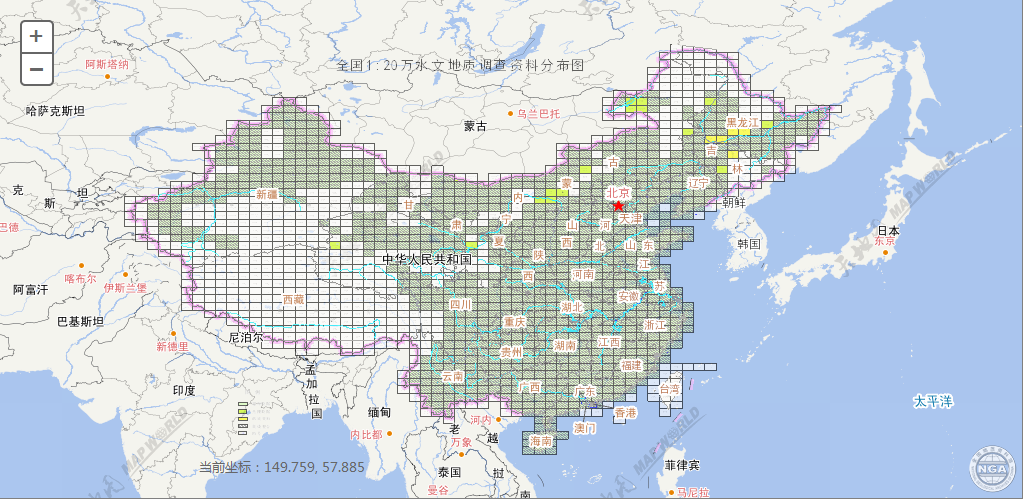 +
−
全国1:20万水文地质调查资料分布图
阿斯塔纳
哈萨克斯坦
乌兰巴托
蒙古
黑龙江
吉
林
古
蒙
内
辽宁
北京
天津
朝鲜
韩国
日本
东京
克
斯
坦
巴德
新疆
甘
肃
宁
夏
山
西
河
北
山东
中华人民共和国
陕
西
河南
江
苏
安徽
喀布尔
伊斯兰堡
阿富汗
巴基斯坦
新德里
西藏
四川
重庆
湖北
浙江
湖南
江西
贵州
福建
尼泊尔
云南
广西
广东
台湾
孟
加
拉
国
印度
缅甸
内比都
河内
老
万象
越
泰国
挝
曼谷
南
香港
澳门
海南
菲律宾
马尼拉
太平洋
当前坐标：149.759, 57.885
MAP WORLD
NGA